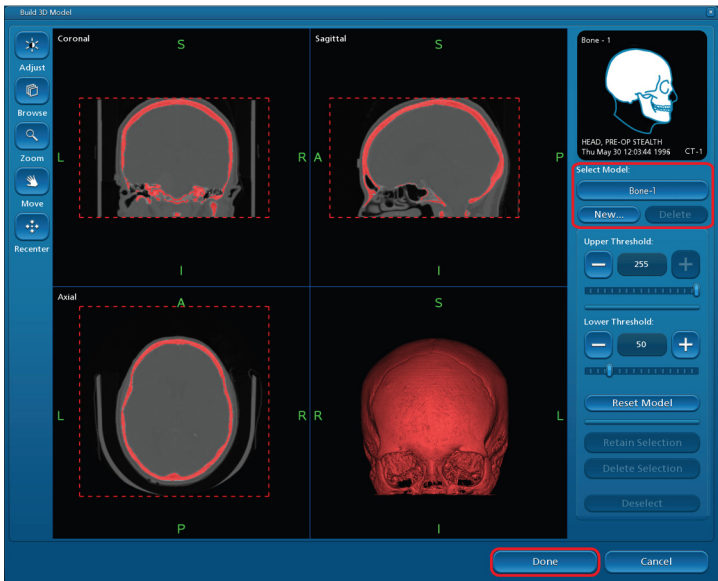 Build 3D Model
Adjust
Browse
Zoom
Move
Recenter
Coronal
S
L
R
I
Sagittal
S
A
P
I
Axial
A
L
R
P
S
R
L
I
Bone - 1
HEAD, PRE-OP STEALTH
Thu May 30 12:03:44 1996 CT-1
Select Model:
Bone-1
New... Delete
Upper Threshold:
255
Lower Threshold:
50
Reset Model
Retain Selection
Delete Selection
Deselect
Done Cancel